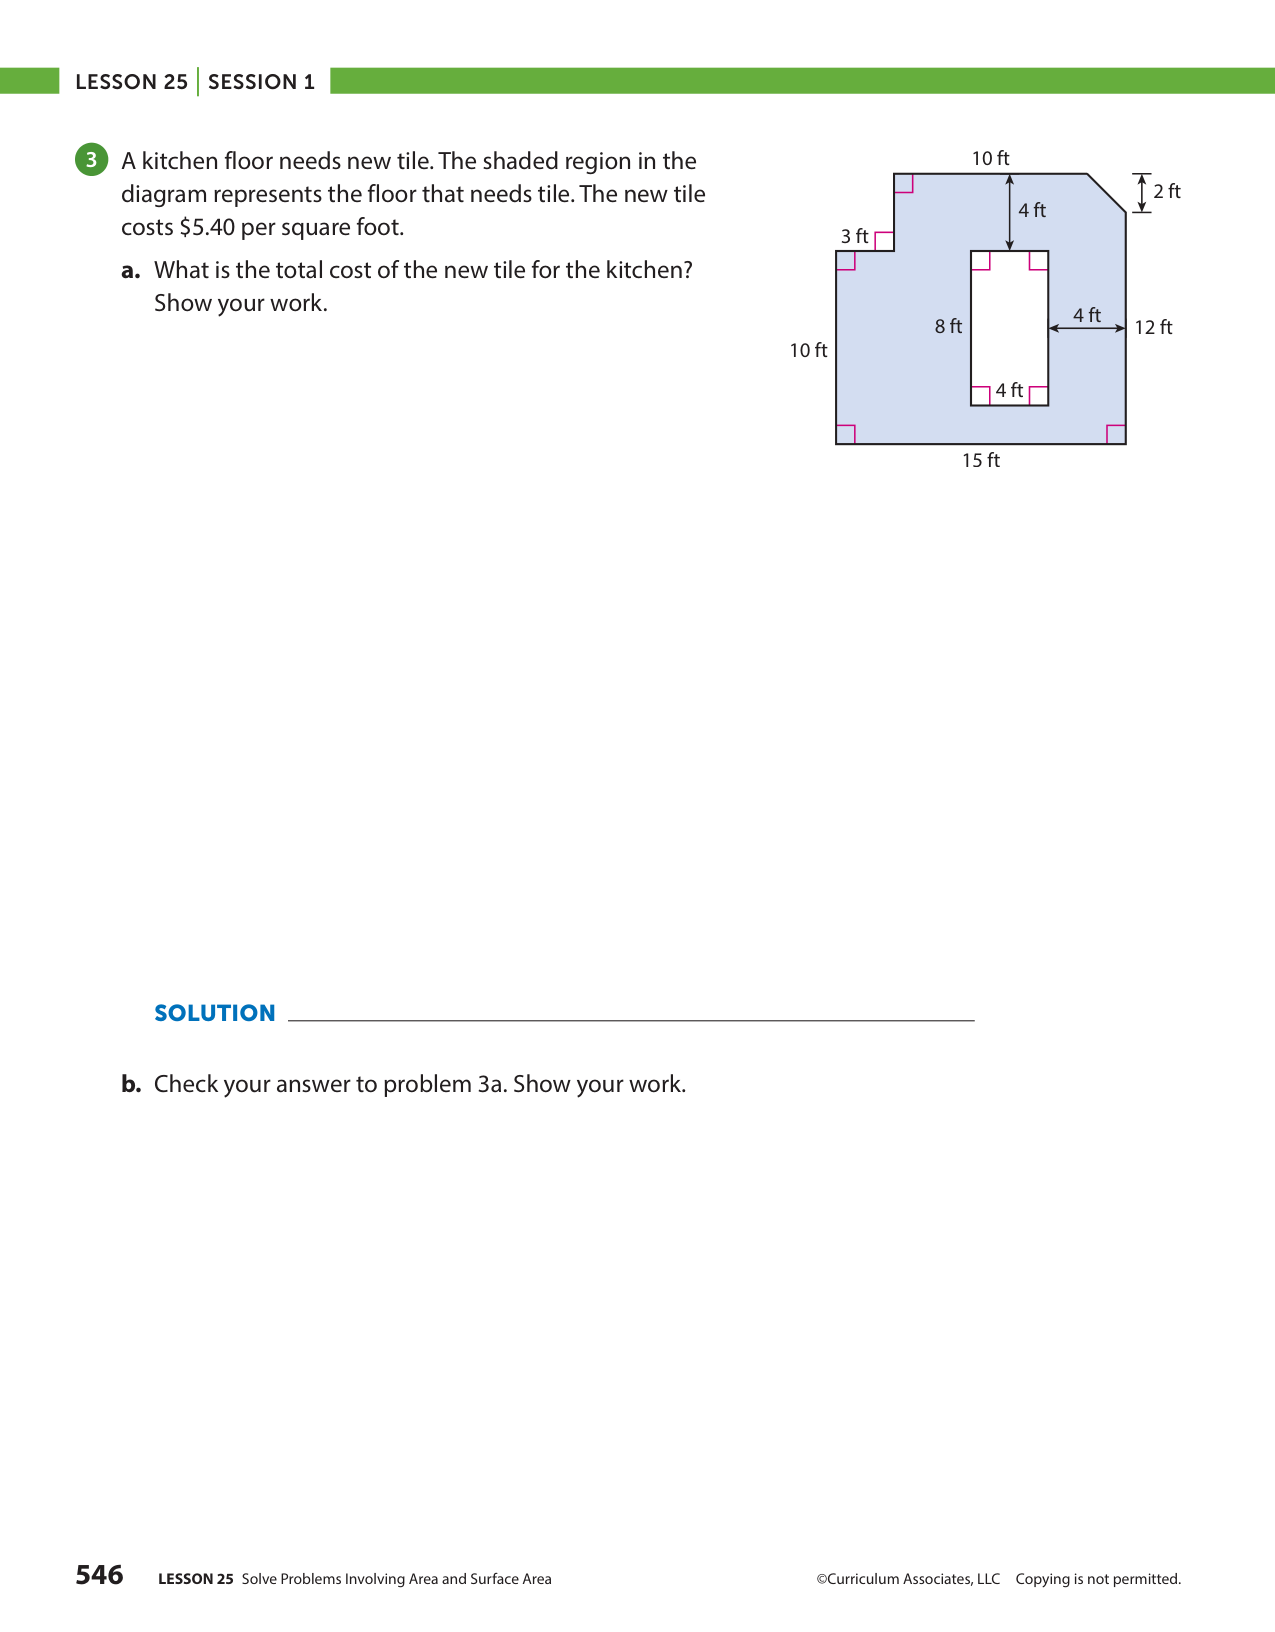 LESSON 25 | SESSION 1
3 A kitchen floor needs new tile. The shaded region in the
diagram represents the floor that needs tile. The new tile
costs $5.40 per square foot.
a. What is the total cost of the new tile for the kitchen?
Show your work.
10 ft
2 ft
4 ft
3 ft
4 ft
8 ft
12 ft
10 ft
4 ft
15 ft
SOLUTION
b. Check your answer to problem 3a. Show your work.
546 LESSON 25 Solve Problems Involving Area and Surface Area ©Curriculum Associates, LLC Copying is not permitted.